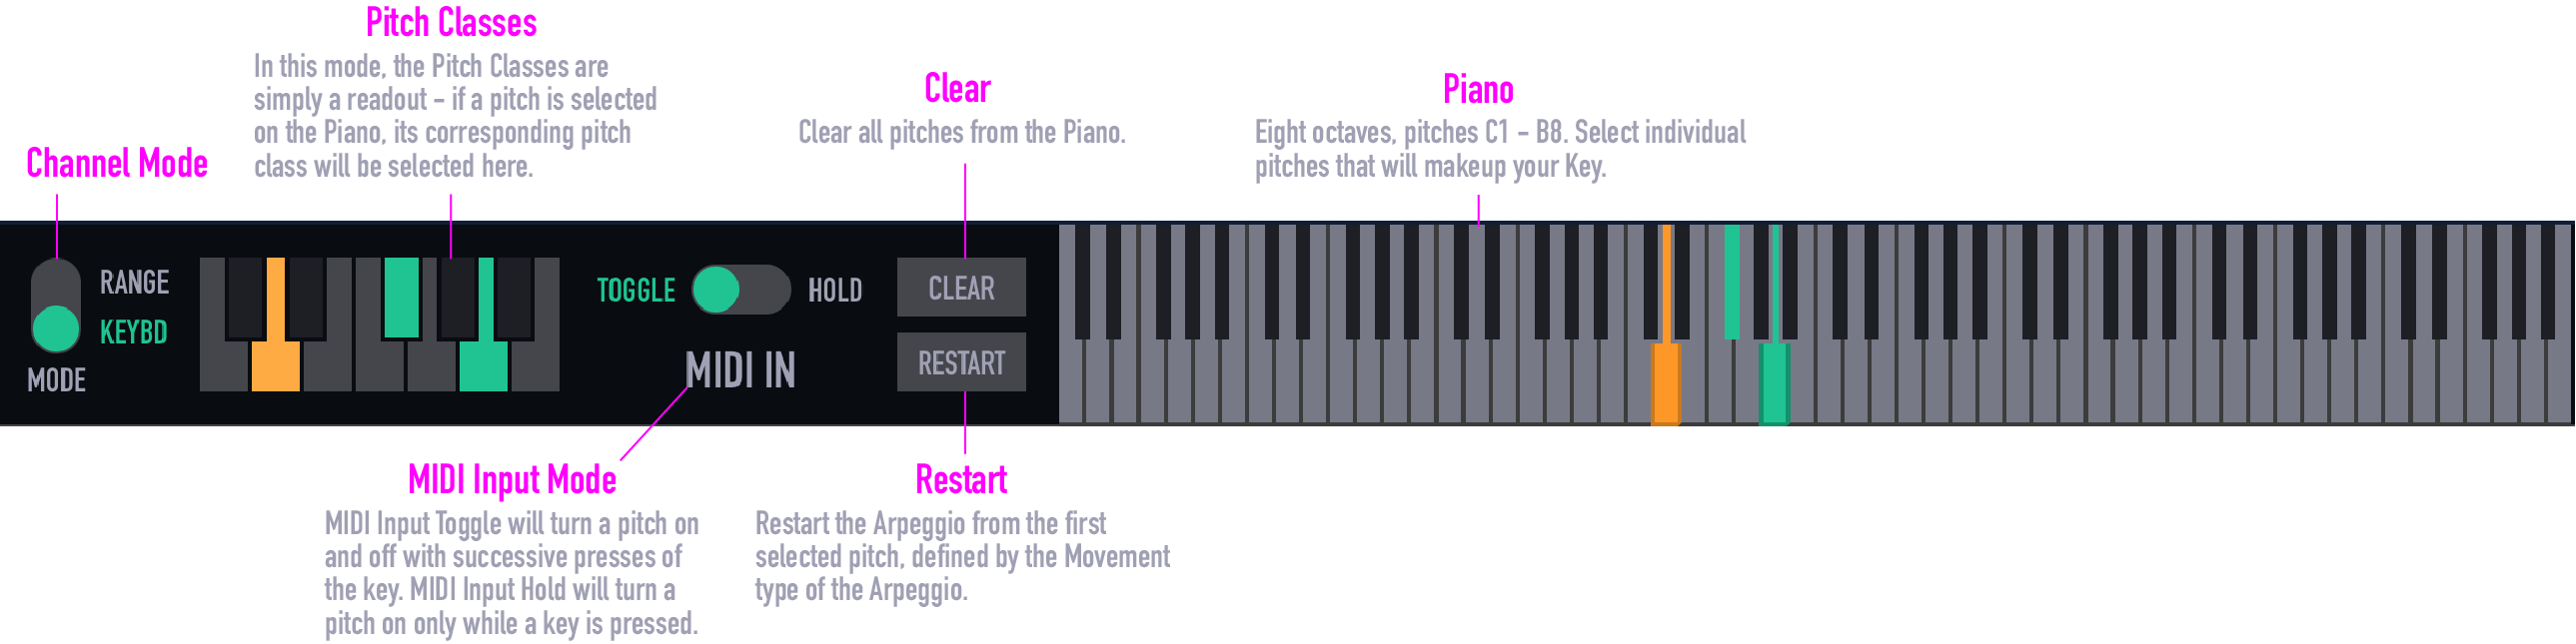 Pitch Classes
In this mode, the Pitch Classes are
simply a readout - if a pitch is selected
on the Piano, its corresponding pitch
class will be selected here.
Clear
Clear all pitches from the Piano.
Piano
Eight octaves, pitches C1 - B8. Select individual
pitches that will makeup your Key.
Channel Mode
RANGE
KEYBD
MODE
TOGGLE
HOLD
MIDI IN
CLEAR
RESTART
MIDI Input Mode
MIDI Input Toggle will turn a pitch on
and off with successive presses of
the key. MIDI Input Hold will turn a
pitch on only while a key is pressed.
Restart
Restart the Arpeggio from the first
selected pitch, defined by the Movement
type of the Arpeggio.